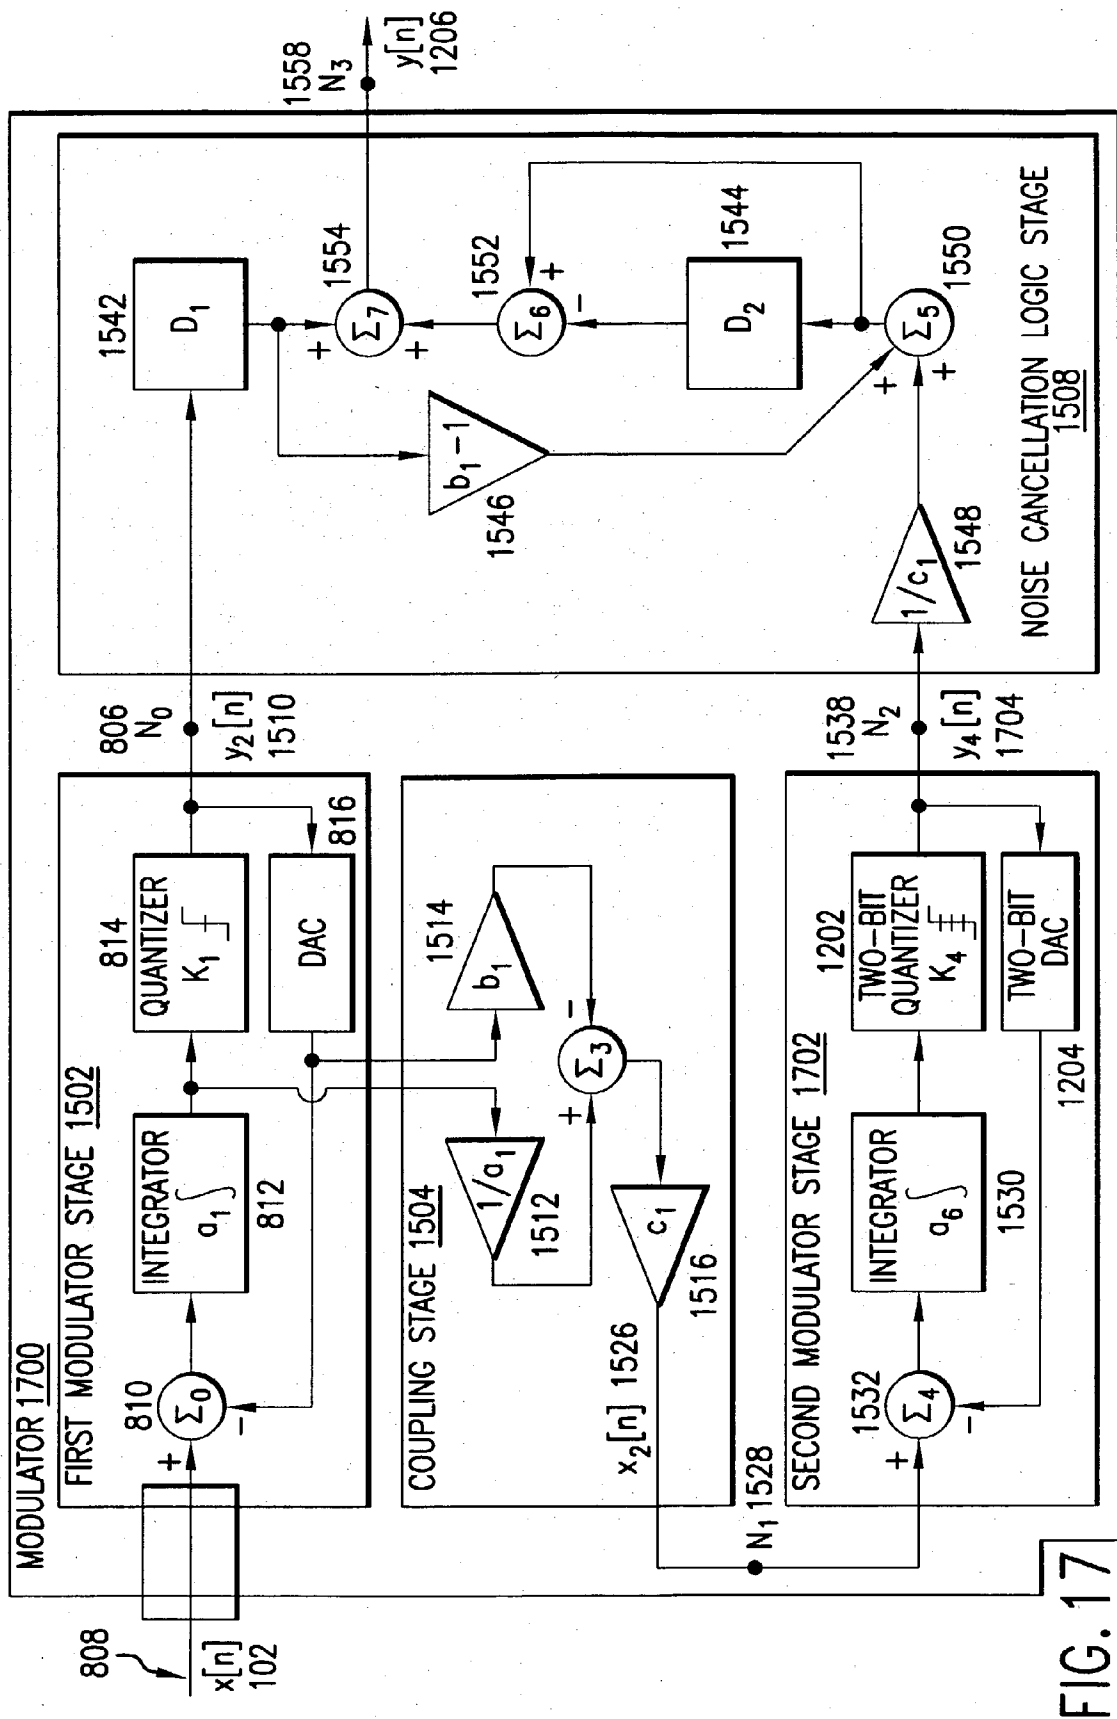 MODULATOR 1700
808
x[n]
102
FIRST MODULATOR STAGE 1502
810
Σ0
+
-
INTEGRATOR
a1∫
812
814
QUANTIZER
K1
DAC
816
806
N0
y2[n]
1510
COUPLING STAGE 1504
1/a1
1512
b1
1514
Σ3
+
-
c1
1516
x2[n] 1526
N1 1528
SECOND MODULATOR STAGE 1702
1532
Σ4
+
-
INTEGRATOR
a6∫
1530
1202
TWO-BIT
QUANTIZER
K4
TWO-BIT
DAC
1204
1538
N2
y4[n]
1704
1542
D1
1554
Σ7
+
+
b1-1
1546
1552
Σ6
+
-
1544
D2
1550
Σ5
+
+
1/c1
1548
NOISE CANCELLATION LOGIC STAGE
1508
1558
N3
y[n]
1206
FIG. 17